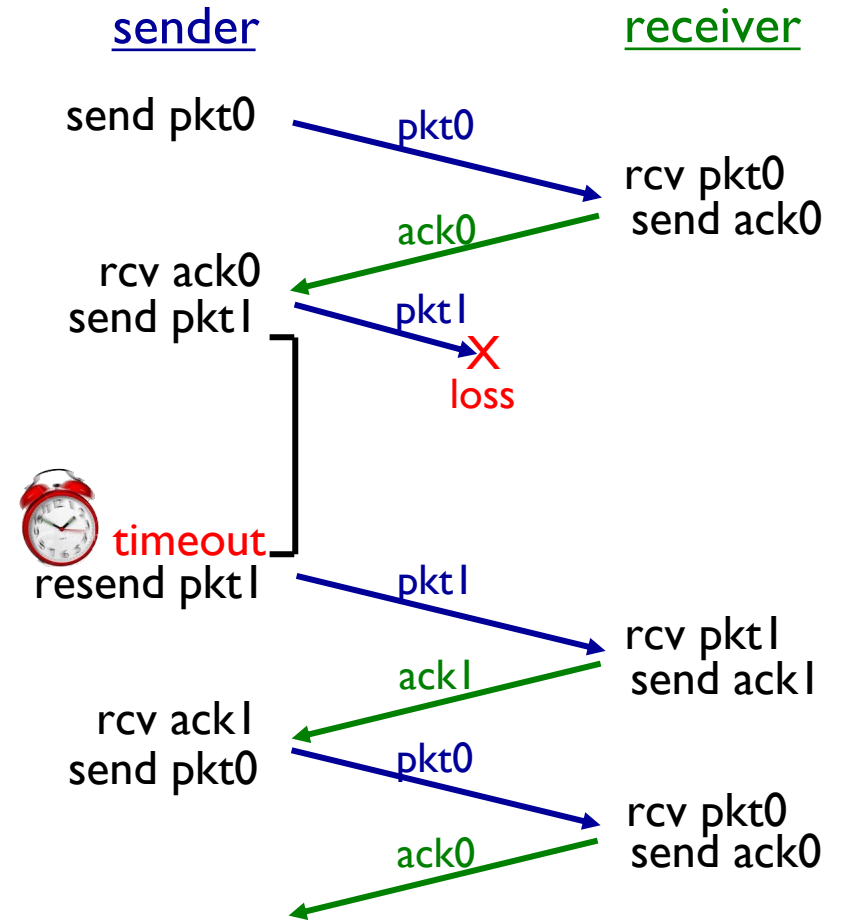 sender
receiver
send pkt0
pkt0
rcv pkt0
send ack0
ack0
rcv ack0
send pkt1
pkt1
X
loss
timeout
resend pkt1
pkt1
rcv pkt1
send ack1
ack1
rcv ack1
send pkt0
pkt0
rcv pkt0
send ack0
ack0